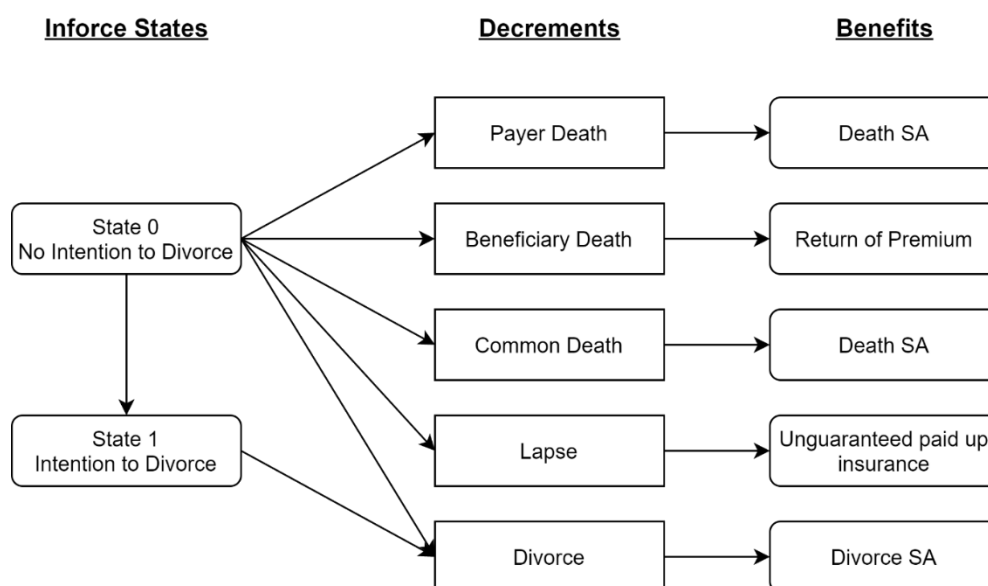 Inforce States
Decrements
Benefits
Payer Death
Death SA
State 0
No Intention to Divorce
Beneficiary Death
Return of Premium
Common Death
Death SA
State 1
Intention to Divorce
Lapse
Unguaranteed paid up
insurance
Divorce
Divorce SA